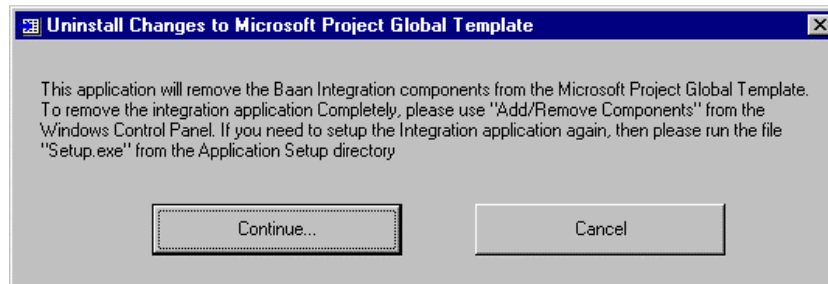 Uninstall Changes to Microsoft Project Global Template
This application will remove the Baan Integration components from the Microsoft Project Global Template.
To remove the integration application Completely, please use "Add/Remove Components" from the
Windows Control Panel. If you need to setup the Integration application again, then please run the file
"Setup.exe" from the Application Setup directory
Continue... Cancel